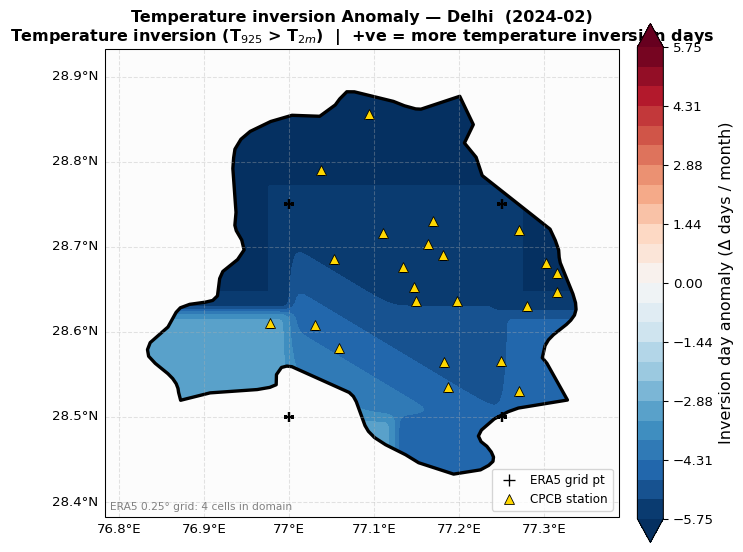 Temperature inversion Anomaly — Delhi  (2024-02)
Temperature inversion (T925 > T2m)  |  +ve = more temperature inversion days
28.9°N
28.8°N
28.7°N
28.6°N
28.5°N
28.4°N
76.8°E
76.9°E
77°E
77.1°E
77.2°E
77.3°E
ERA5 0.25° grid: 4 cells in domain
ERA5 grid pt
CPCB station
5.75
4.31
2.88
1.44
0.00
−1.44
−2.88
−4.31
−5.75
Inversion day anomaly (Δ days / month)